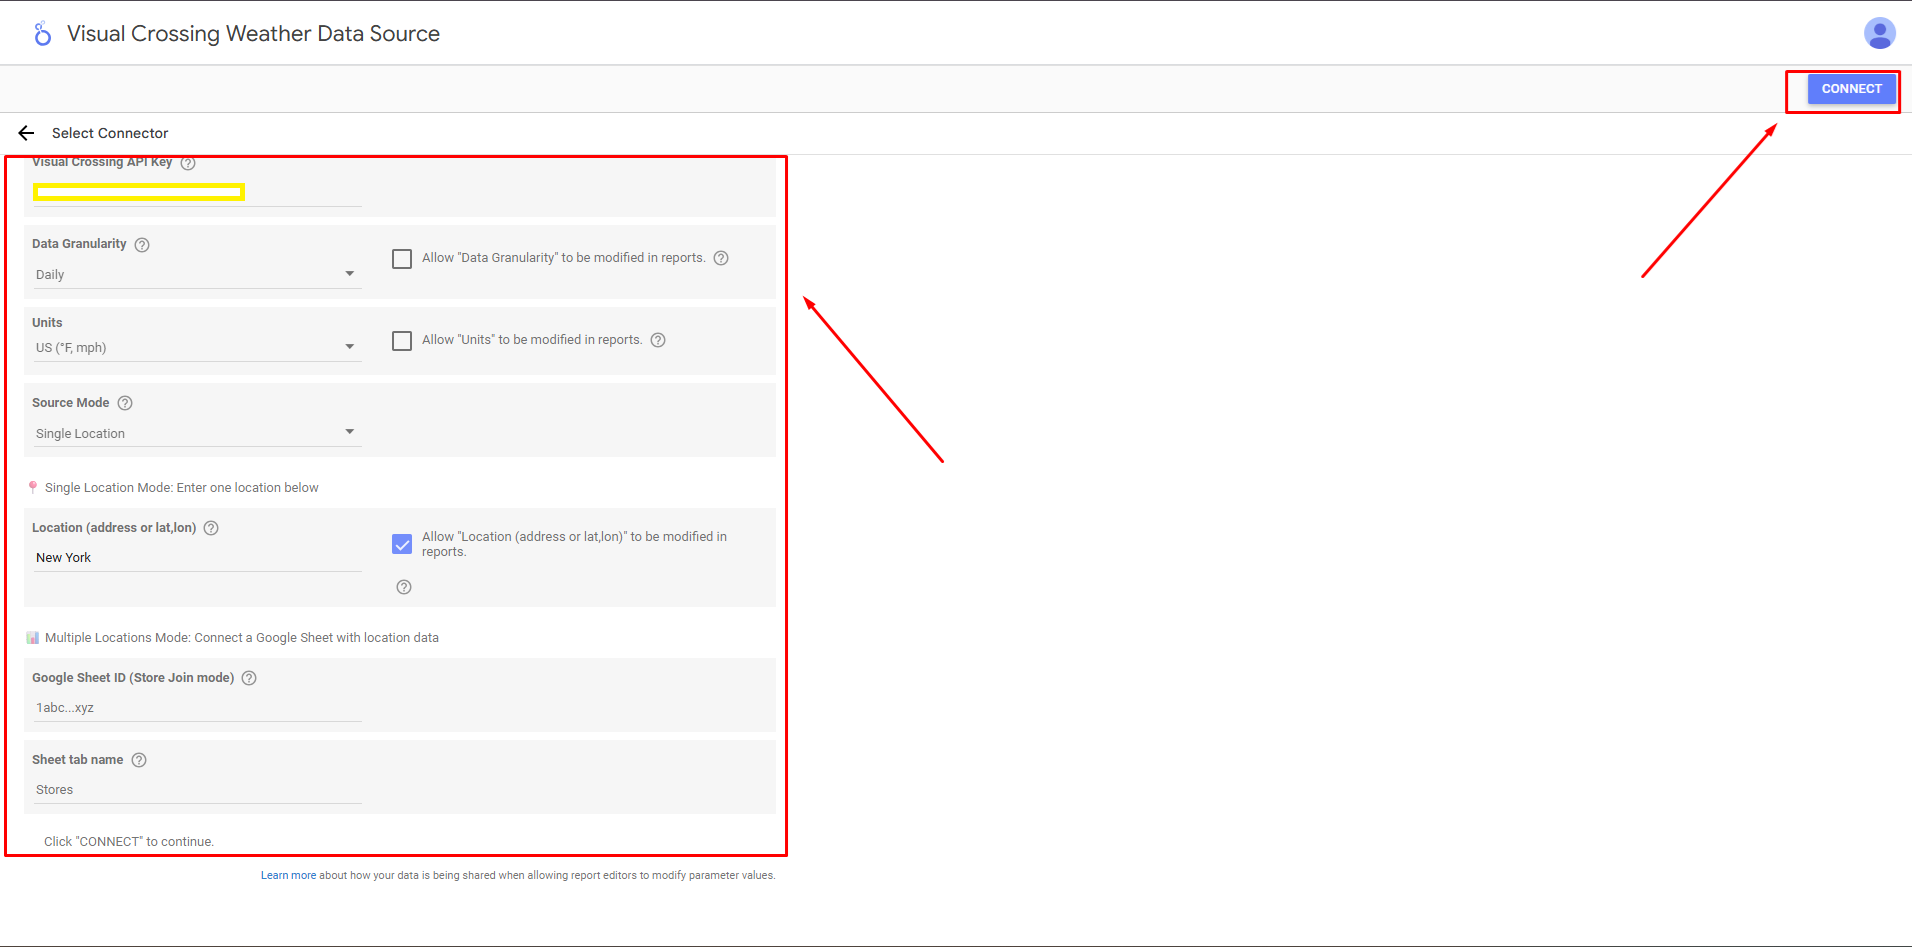 Visual Crossing Weather Data Source
CONNECT
Select Connector
Visual Crossing API Key
Data Granularity
Allow "Data Granularity" to be modified in reports.
Daily
Units
Allow "Units" to be modified in reports.
US (°F, mph)
Source Mode
Single Location
Single Location Mode: Enter one location below
Location (address or lat,lon)
Allow "Location (address or lat,lon)" to be modified in
reports.
New York
Multiple Locations Mode: Connect a Google Sheet with location data
Google Sheet ID (Store Join mode)
1abc...xyz
Sheet tab name
Stores
Click "CONNECT" to continue.
Learn more about how your data is being shared when allowing report editors to modify parameter values.